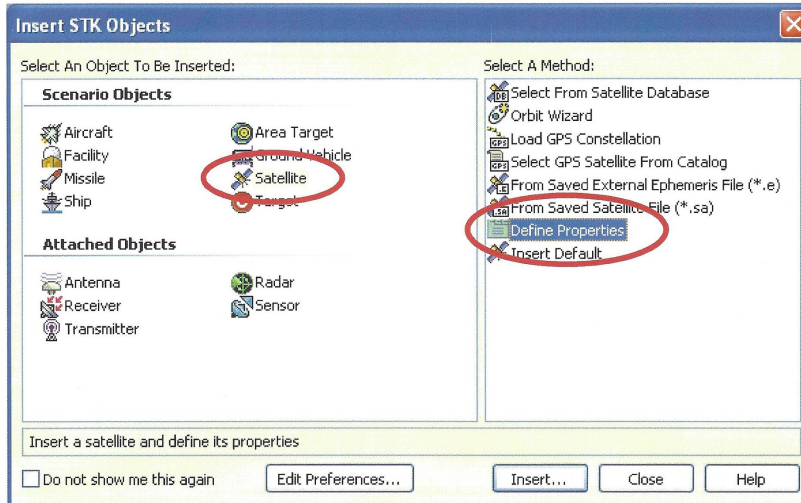 Insert STK Objects
Select An Object To Be Inserted:
Scenario Objects
Aircraft
Area Target
Facility
Ground Vehicle
Missile
Satellite
Ship
Target
Attached Objects
Antenna
Radar
Receiver
Sensor
Transmitter
Select A Method:
Select From Satellite Database
Orbit Wizard
Load GPS Constellation
Select GPS Satellite From Catalog
From Saved External Ephemeris File (*.e)
From Saved Satellite File (*.sa)
Define Properties
Insert Default
Insert a satellite and define its properties
Do not show me this again
Edit Preferences...
Insert...
Close
Help